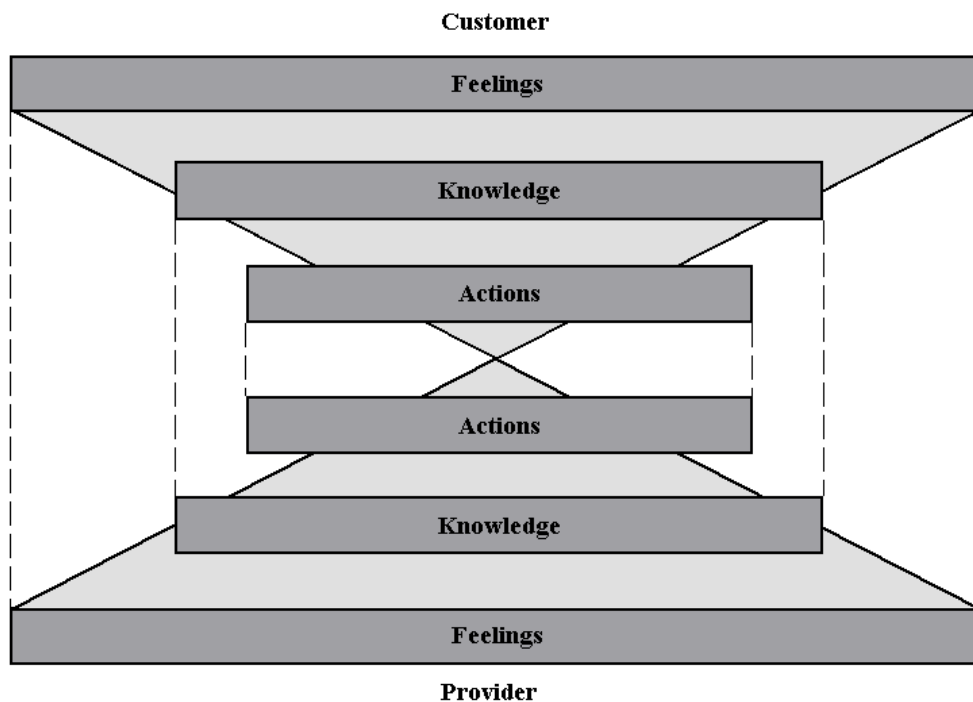 Customer
Feelings
Knowledge
Actions
Actions
Knowledge
Feelings
Provider